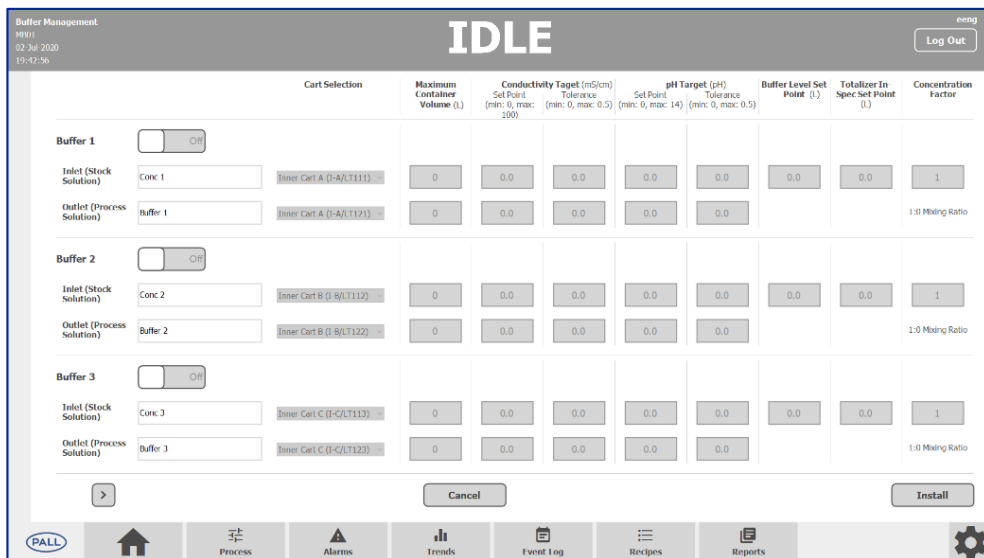 Buffer Management
MB01
02-Jul-2020
19:42:56
IDLE
eeng
Log Out
Cart Selection
Maximum Container Volume (L)
Conductivity Taget (mS/cm)
Set Point (min: 0, max: 100)
Tolerance (min: 0, max: 0.5)
pH Target (pH)
Set Point (min: 0, max: 14)
Tolerance (min: 0, max: 0.5)
Buffer Level Set Point (L)
Totalizer In-Spec Set Point (L)
Concentration Factor
Buffer 1
Off
Inlet (Stock Solution)
Conc 1
Inner Cart A (I-A/LT111)
0 0.0 0.0 0.0 0.0 0.0 0.0 1
Outlet (Process Solution)
Buffer 1
Inner Cart A (I-A/LT121)
0 0.0 0.0 0.0 0.0
1:0 Mixing Ratio
Buffer 2
Off
Inlet (Stock Solution)
Conc 2
Inner Cart B (I-B/LT112)
0 0.0 0.0 0.0 0.0 0.0 0.0 1
Outlet (Process Solution)
Buffer 2
Inner Cart B (I-B/LT122)
0 0.0 0.0 0.0 0.0
1:0 Mixing Ratio
Buffer 3
Off
Inlet (Stock Solution)
Conc 3
Inner Cart C (I-C/LT113)
0 0.0 0.0 0.0 0.0 0.0 0.0 1
Outlet (Process Solution)
Buffer 3
Inner Cart C (I-C/LT123)
0 0.0 0.0 0.0 0.0
1:0 Mixing Ratio
>
Cancel
Install
PALL
Process
Alarms
Trends
Event Log
Recipes
Reports